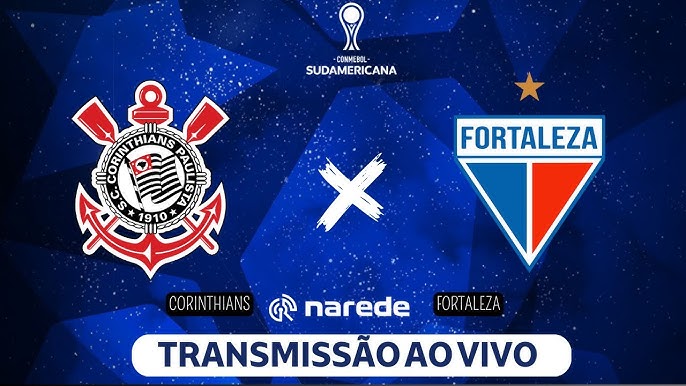 CONMEBOL
SUDAMERICANA
S.C. CORINTHIANS PAULISTA
1910
FORTALEZA
CORINTHIANS
narede
FORTALEZA
TRANSMISSÃO AO VIVO